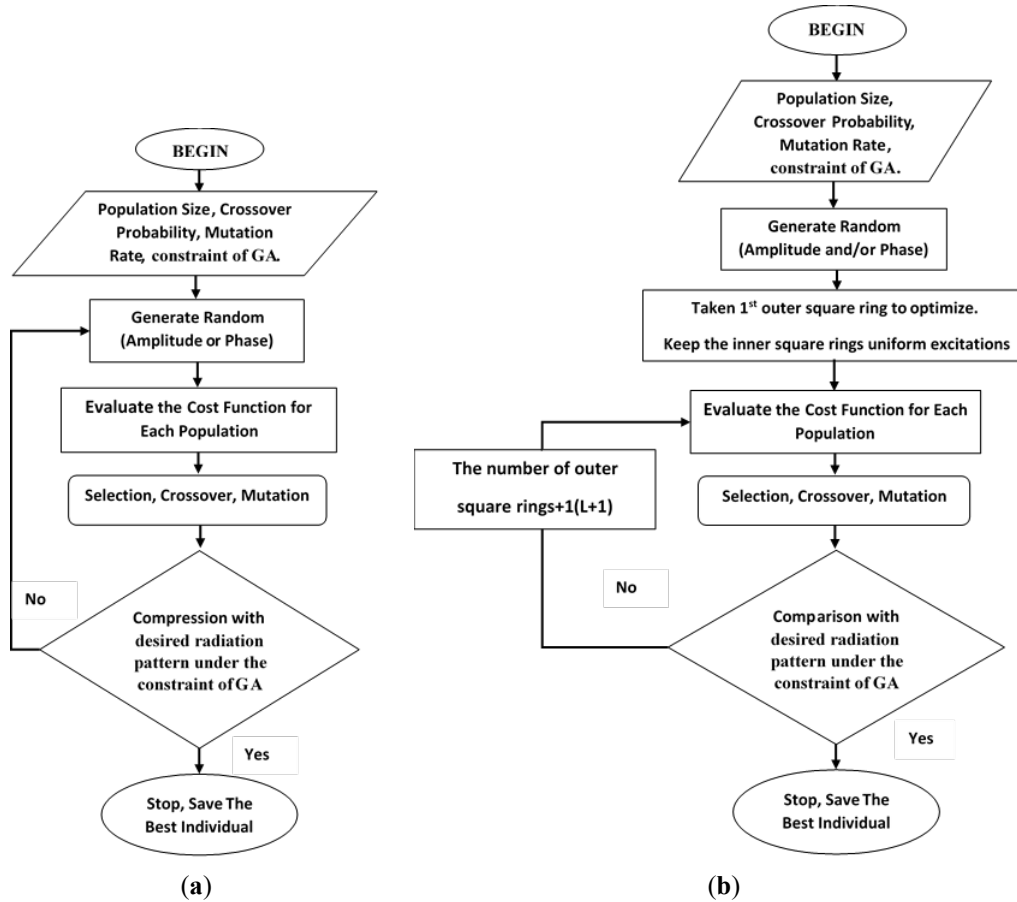 BEGIN
Population Size, Crossover
Probability, Mutation
Rate, constraint of GA.
Generate Random
(Amplitude or Phase)
Evaluate the Cost Function for
Each Population
Selection, Crossover, Mutation
No
Compression with
desired radiation
pattern under the
constraint of GA
Yes
Stop, Save The
Best Individual
(a)
BEGIN
Population Size,
Crossover Probability,
Mutation Rate,
constraint of GA.
Generate Random
(Amplitude and/or Phase)
Taken 1st outer square ring to optimize.
Keep the inner square rings uniform excitations
Evaluate the Cost Function for Each
Population
The number of outer
square rings+1(L+1)
Selection, Crossover, Mutation
No
Comparison with
desired radiation
pattern under the
constraint of GA
Yes
Stop, Save The
Best Individual
(b)